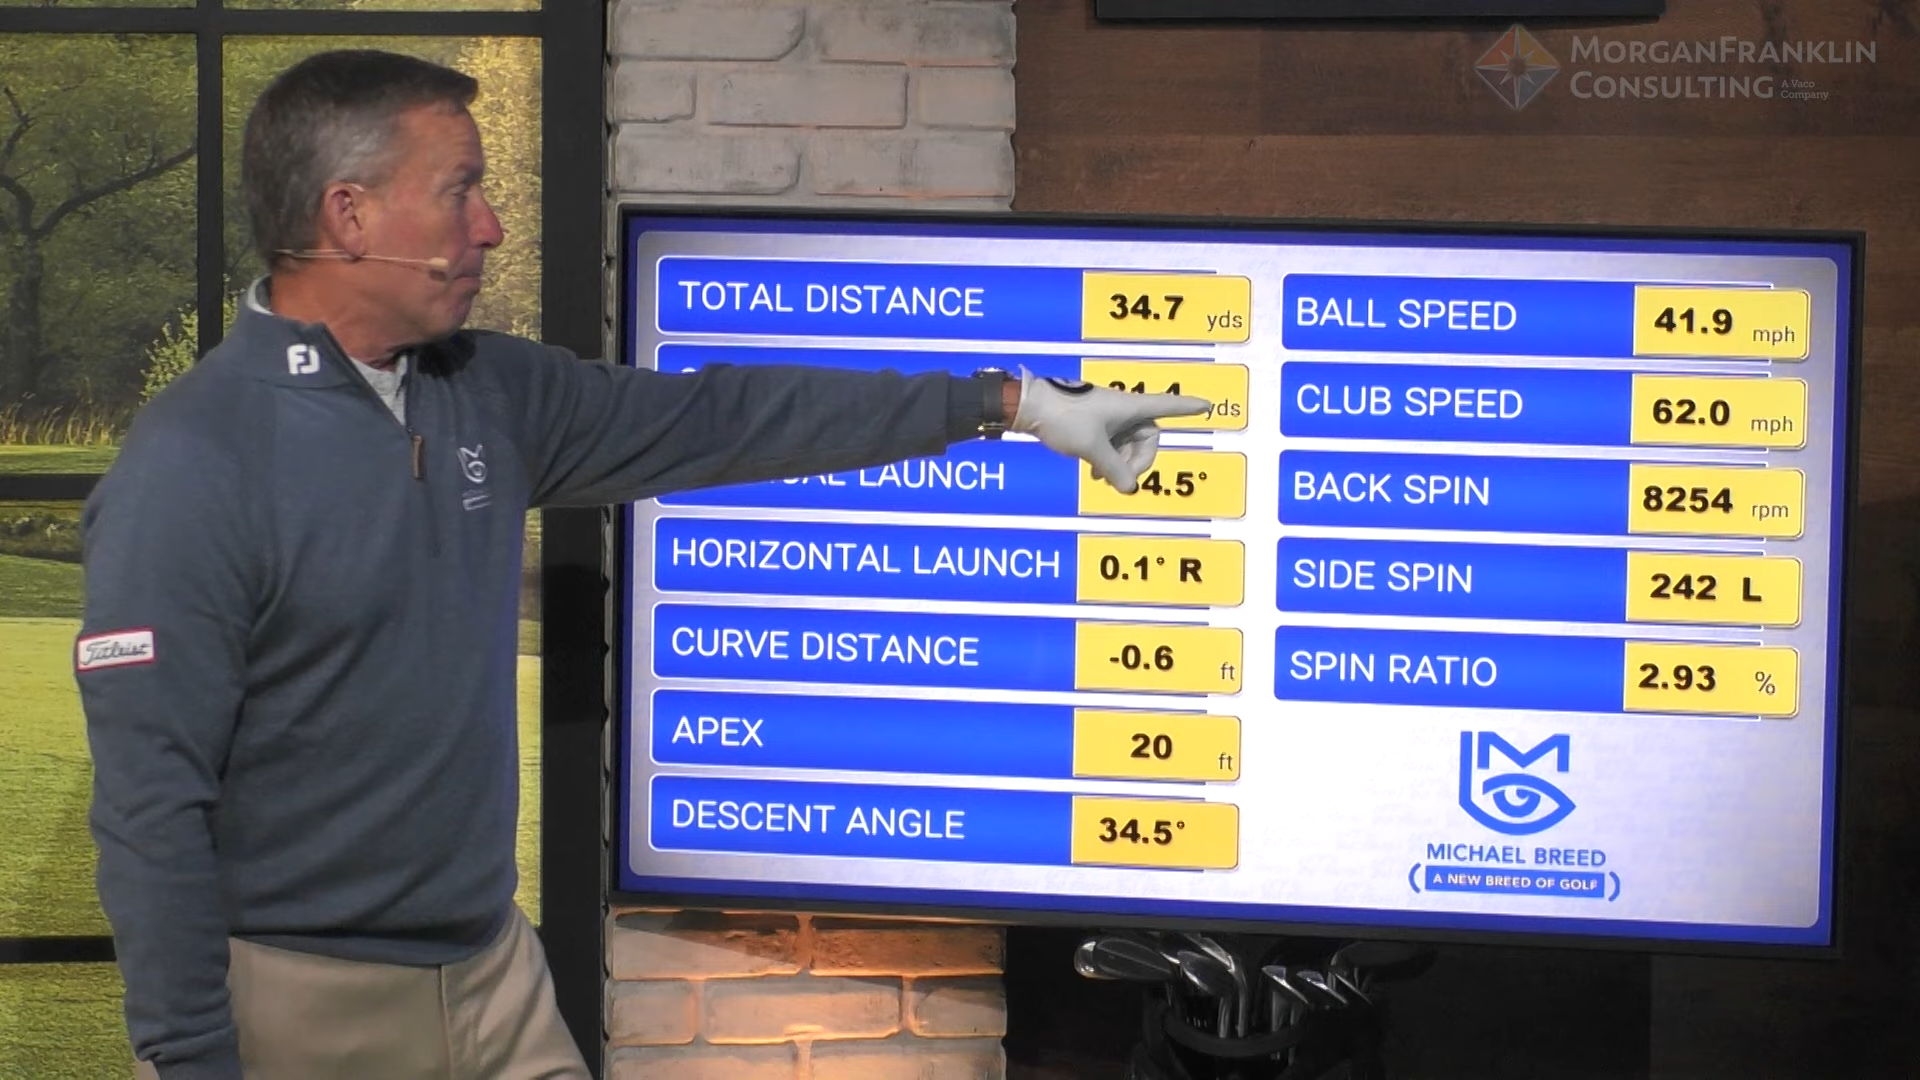 MORGANFRANKLIN
CONSULTING A Vaco
Company
TOTAL DISTANCE 34.7 yds
yds
LAUNCH 4.5°
HORIZONTAL LAUNCH 0.1° R
CURVE DISTANCE -0.6 ft
APEX 20 ft
DESCENT ANGLE 34.5°
BALL SPEED 41.9 mph
CLUB SPEED 62.0 mph
BACK SPIN 8254 rpm
SIDE SPIN 242 L
SPIN RATIO 2.93 %
MICHAEL BREED
A NEW BREED OF GOLF
FJ
Titleist